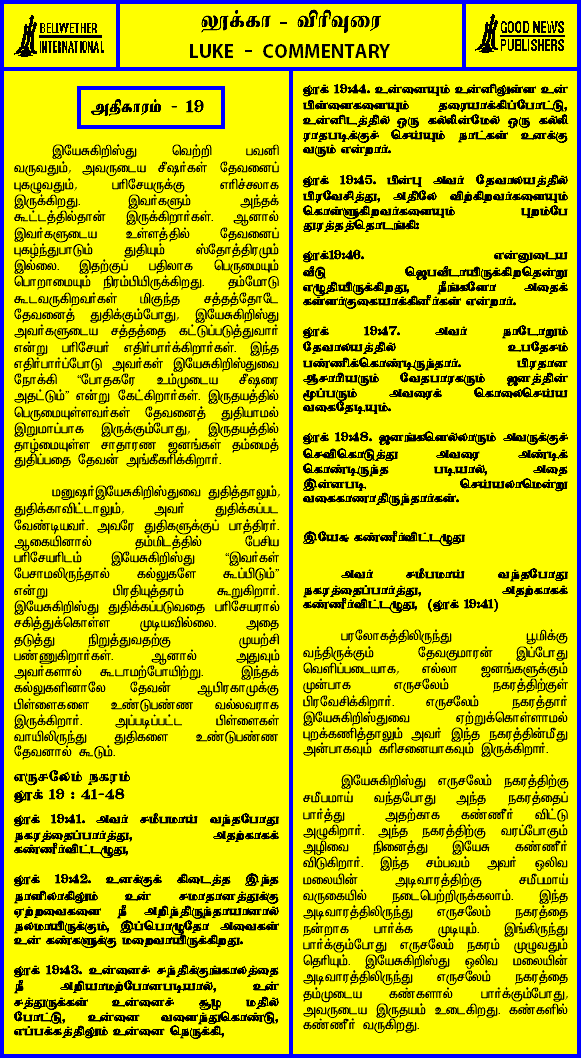 BELLWETHER
INTERNATIONAL
லூக்கா - விரிவுரை
LUKE - COMMENTARY
GOOD NEWS
PUBLISHERS
அதிகாரம் - 19
இயேசுகிறிஸ்து வெற்றி பவனி
வருவதும், அவருடைய சீஷர்கள் தேவனைப்
புகழுவதும், பரிசேயருக்கு எரிச்சலாக
இருக்கிறது. இவர்களும் அந்தக்
கூட்டத்தில்தான் இருக்கிறார்கள். ஆனால்
இவர்களுடைய உள்ளத்தில் தேவனைப்
புகழ்ந்துபாடும் துதியும் ஸ்தோத்திரமும்
இல்லை. இதற்குப் பதிலாக பெருமையும்
பொறாமையும் நிரம்பியிருக்கிறது. தம்மோடு
கூடவருகிறவர்கள் மிகுந்த சத்தத்தோடே
தேவனைத் துதிக்கும்போது, இயேசுகிறிஸ்து
அவர்களுடைய சத்தத்தை கட்டுப்படுத்துவார்
என்று பரிசேயர் எதிர்பார்க்கிறார்கள். இந்த
எதிர்பார்ப்போடு அவர்கள் இயேசுகிறிஸ்துவை
நோக்கி “போதகரே உம்முடைய சீஷரை
அதட்டும்” என்று கேட்கிறார்கள். இருதயத்தில்
பெருமையுள்ளவர்கள் தேவனைத் துதியாமல்
இறுமாப்பாக இருக்கும்போது, இருதயத்தில்
தாழ்மையுள்ள சாதாரண ஜனங்கள் தம்மைத்
துதிப்பதை தேவன் அங்கீகரிக்கிறார்.
மனுஷர்இயேசுகிறிஸ்துவை துதித்தாலும்,
துதிக்காவிட்டாலும், அவர் துதிக்கப்பட
வேண்டியவர். அவரே துதிகளுக்குப் பாத்திரர்.
ஆகையினால் தம்மிடத்தில் பேசிய
பரிசேயரிடம் இயேசுகிறிஸ்து “இவர்கள்
பேசாமலிருந்தால் கல்லுகளே கூப்பிடும்”
என்று பிரதியுத்தரம் கூறுகிறார்.
இயேசுகிறிஸ்து துதிக்கப்படுவதை பரிசேயரால்
சகித்துக்கொள்ள முடியவில்லை. அதை
தடுத்து நிறுத்துவதற்கு முயற்சி
பண்ணுகிறார்கள். ஆனால் அதுவும்
அவர்களால் கூடாமற்போயிற்று. இந்தக்
கல்லுகளினாலே தேவன் ஆபிரகாமுக்கு
பிள்ளைகளை உண்டுபண்ண வல்லவராக
இருக்கிறார். அப்படிப்பட்ட பிள்ளைகள்
வாயிலிருந்து துதிகளை உண்டுபண்ண
தேவனால் கூடும்.
எருசலேம் நகரம்
லூக் 19 : 41-48
லூக் 19:41. அவர் சமீபமாய் வந்தபோது
நகரத்தைப்பார்த்து, அதற்காகக்
கண்ணீர்விட்டழுது,
லூக் 19:42. உனக்குக் கிடைத்த இந்த
நாளிலாகிலும் உன் சமாதானத்துக்கு
ஏற்றவைகளை நீ அறிந்திருந்தாயானால்
நலமாயிருக்கும், இப்பொழுதோ அவைகள்
உன் கண்களுக்கு மறைவாயிருக்கிறது.
லூக் 19:43. உன்னைச் சந்திக்குங்காலத்தை
நீ அறியாமற்போனபடியால், உன்
சத்துருக்கள் உன்னைச் சூழ மதில்
போட்டு, உன்னை வளைந்துகொண்டு,
எப்பக்கத்திலும் உன்னை நெருக்கி,
லூக் 19:44. உன்னையும் உன்னிலுள்ள உன்
பிள்ளைகளையும் தரையாக்கிப்போட்டு,
உன்னிடத்தில் ஒரு கல்லின்மேல் ஒரு கல்லி
ராதபடிக்குச் செய்யும் நாட்கள் உனக்கு
வரும் என்றார்.
லூக் 19:45. பின்பு அவர் தேவாலயத்தில்
பிரவேசித்து, அதிலே விற்கிறவர்களையும்
கொள்ளுகிறவர்களையும் புறம்பே
துரத்தத்தொடங்கி:
லூக்19:46. என்னுடைய
வீடு ஜெபவீடாயிருக்கிறதென்று
எழுதியிருக்கிறது, நீங்களோ அதைக்
கள்ளர்குகையாக்கினீர்கள் என்றார்.
லூக் 19:47. அவர் நாடோறும்
தேவாலயத்தில் உபதேசம்
பண்ணிக்கொண்டிருந்தார். பிரதான
ஆசாரியரும் வேதபாரகரும் ஜனத்தின்
மூப்பரும் அவரைக் கொலைசெய்ய
வகைதேடியும்.
லூக் 19:48. ஜனங்களெல்லாரும் அவருக்குச்
செவிகொடுத்து அவரை அண்டிக்
கொண்டிருந்த படியால், அதை
இன்னபடி செய்யலாமென்று
வகைகாணாதிருந்தார்கள்.
இயேசு கண்ணீர்விட்டழுது
அவர் சமீபமாய் வந்தபோது
நகரத்தைப்பார்த்து, அதற்காகக்
கண்ணீர்விட்டழுது, (லூக் 19:41)
பரலோகத்திலிருந்து பூமிக்கு
வந்திருக்கும் தேவகுமாரன் இப்போது
வெளிப்படையாக, எல்லா ஜனங்களுக்கும்
முன்பாக எருசலேம் நகரத்திற்குள்
பிரவேசிக்கிறார். எருசலேம் நகரத்தார்
இயேசுகிறிஸ்துவை ஏற்றுக்கொள்ளாமல்
புறக்கணித்தாலும் அவர் இந்த நகரத்தின்மீது
அன்பாகவும் கரிசனையாகவும் இருக்கிறார்.
இயேசுகிறிஸ்து எருசலேம் நகரத்திற்கு
சமீபமாய் வந்தபோது அந்த நகரத்தைப்
பார்த்து அதற்காக கண்ணீர் விட்டு
அழுகிறார். அந்த நகரத்திற்கு வரப்போகும்
அழிவை நினைத்து இயேசு கண்ணீர்
விடுகிறார். இந்த சம்பவம் அவர் ஒலிவ
மலையின் அடிவாரத்திற்கு சமீபமாய்
வருகையில் நடைபெற்றிருக்கலாம். இந்த
அடிவாரத்திலிருந்து எருசலேம் நகரத்தை
நன்றாக பார்க்க முடியும். இங்கிருந்து
பார்க்கும்போது எருசலேம் நகரம் முழுவதும்
தெரியும். இயேசுகிறிஸ்து ஒலிவ மலையின்
அடிவாரத்திலிருந்து எருசலேம் நகரத்தை
தம்முடைய கண்களால் பார்க்கும்போது,
அவருடைய இருதயம் உடைகிறது. கண்களில்
கண்ணீர் வருகிறது.